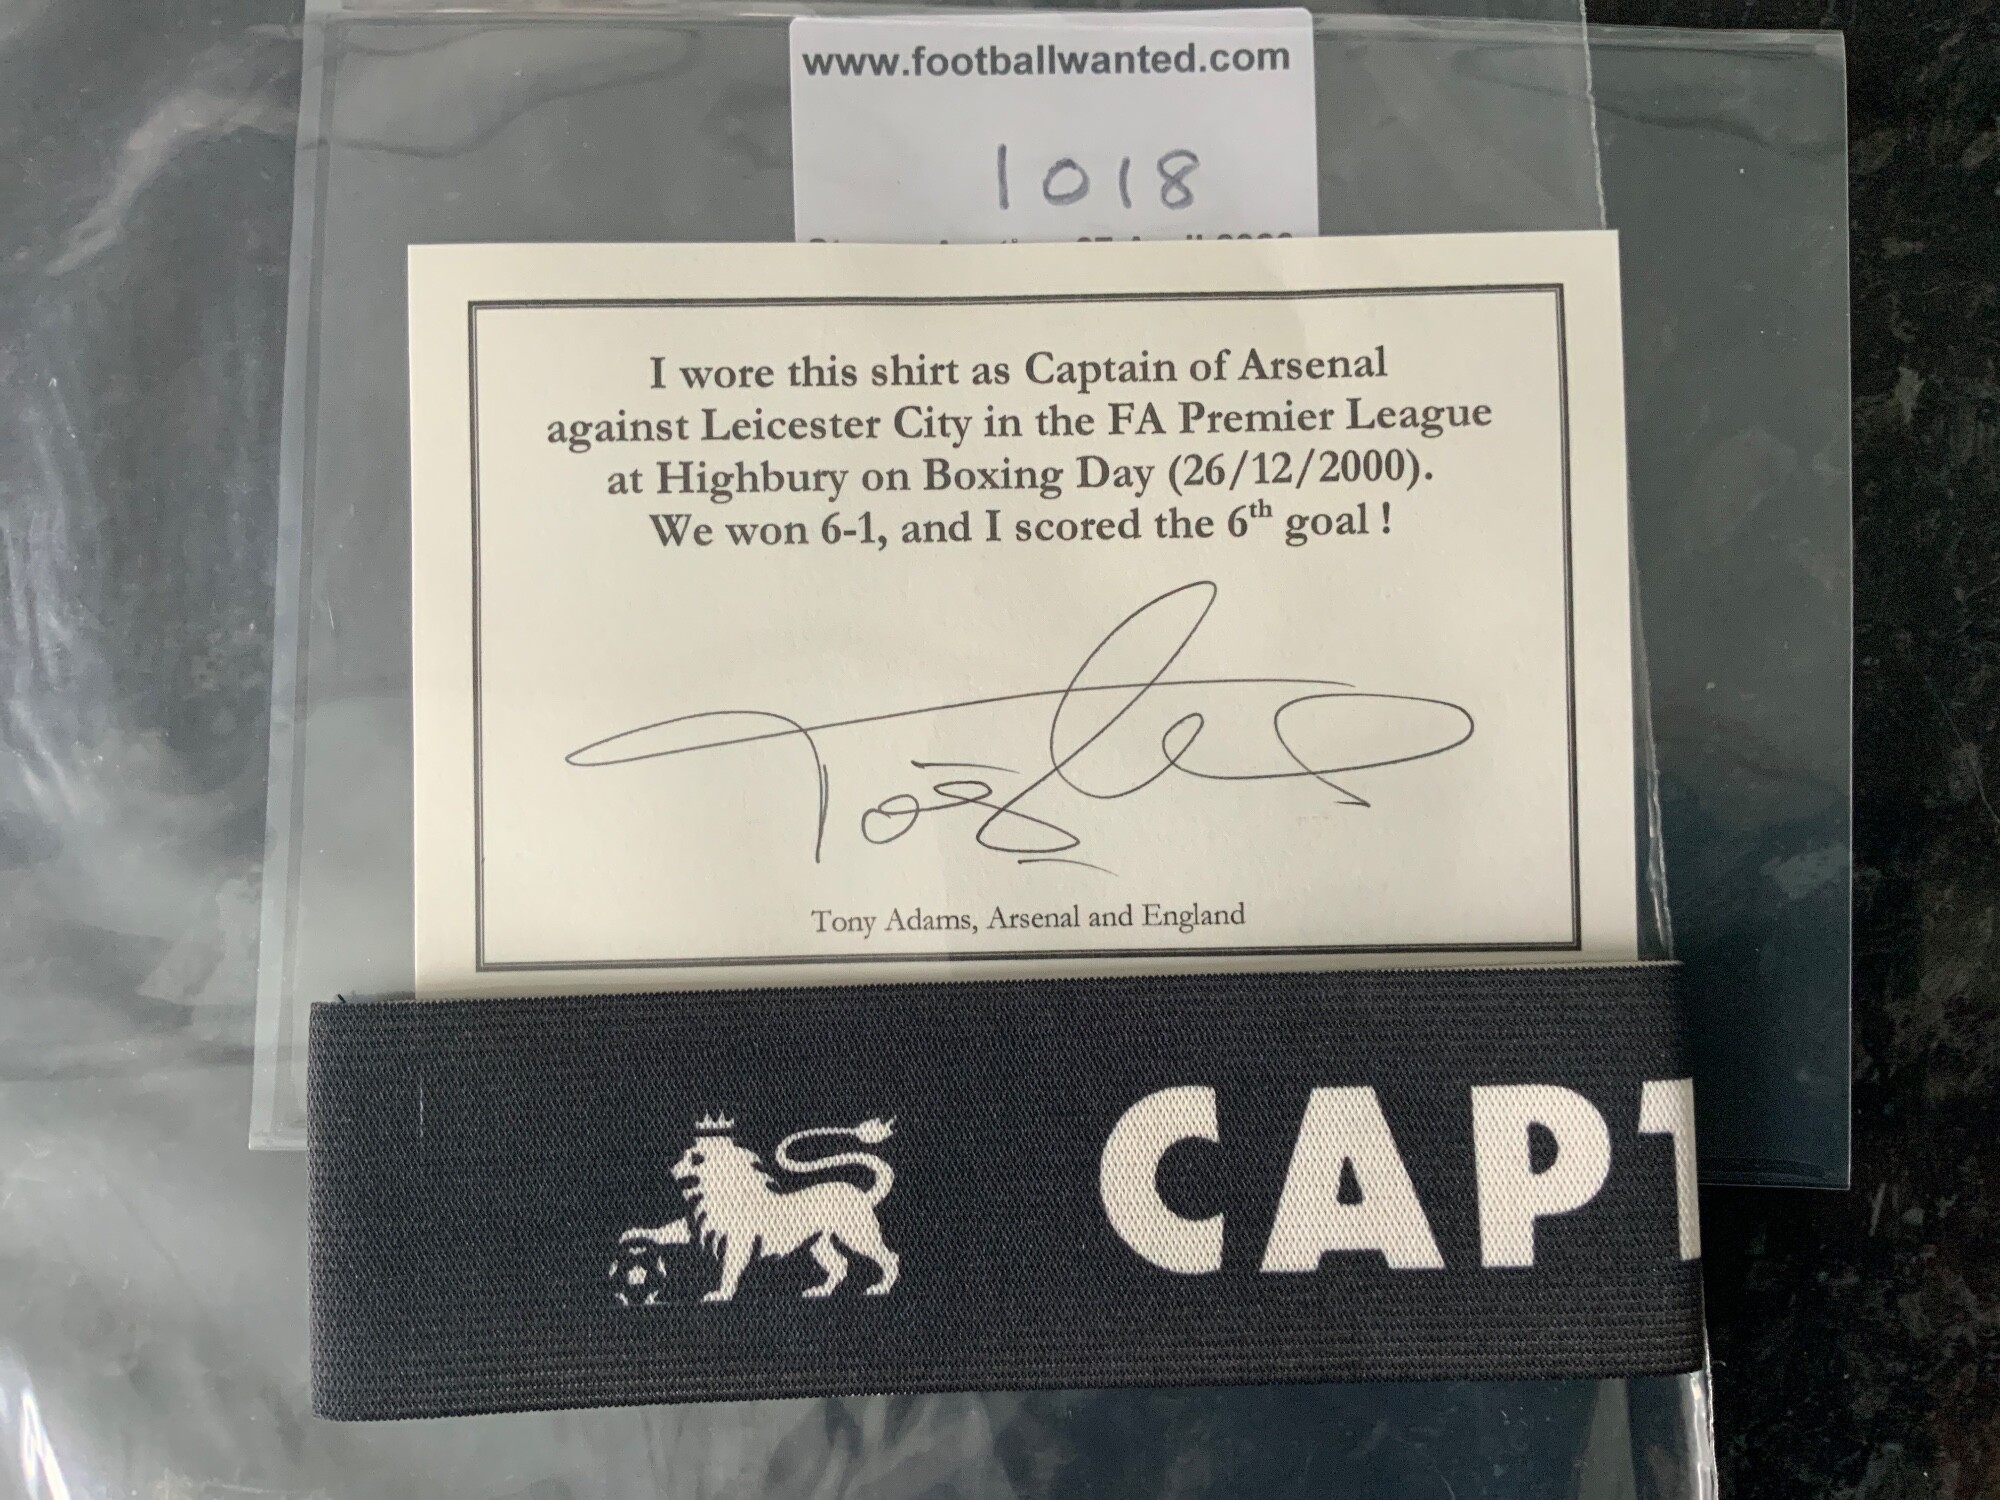 www.footballwanted.com
1018
I wore this shirt as Captain of Arsenal
against Leicester City in the FA Premier League
at Highbury on Boxing Day (26/12/2000).
We won 6-1, and I scored the 6th goal !
Tony Adams, Arsenal and England
CAPT